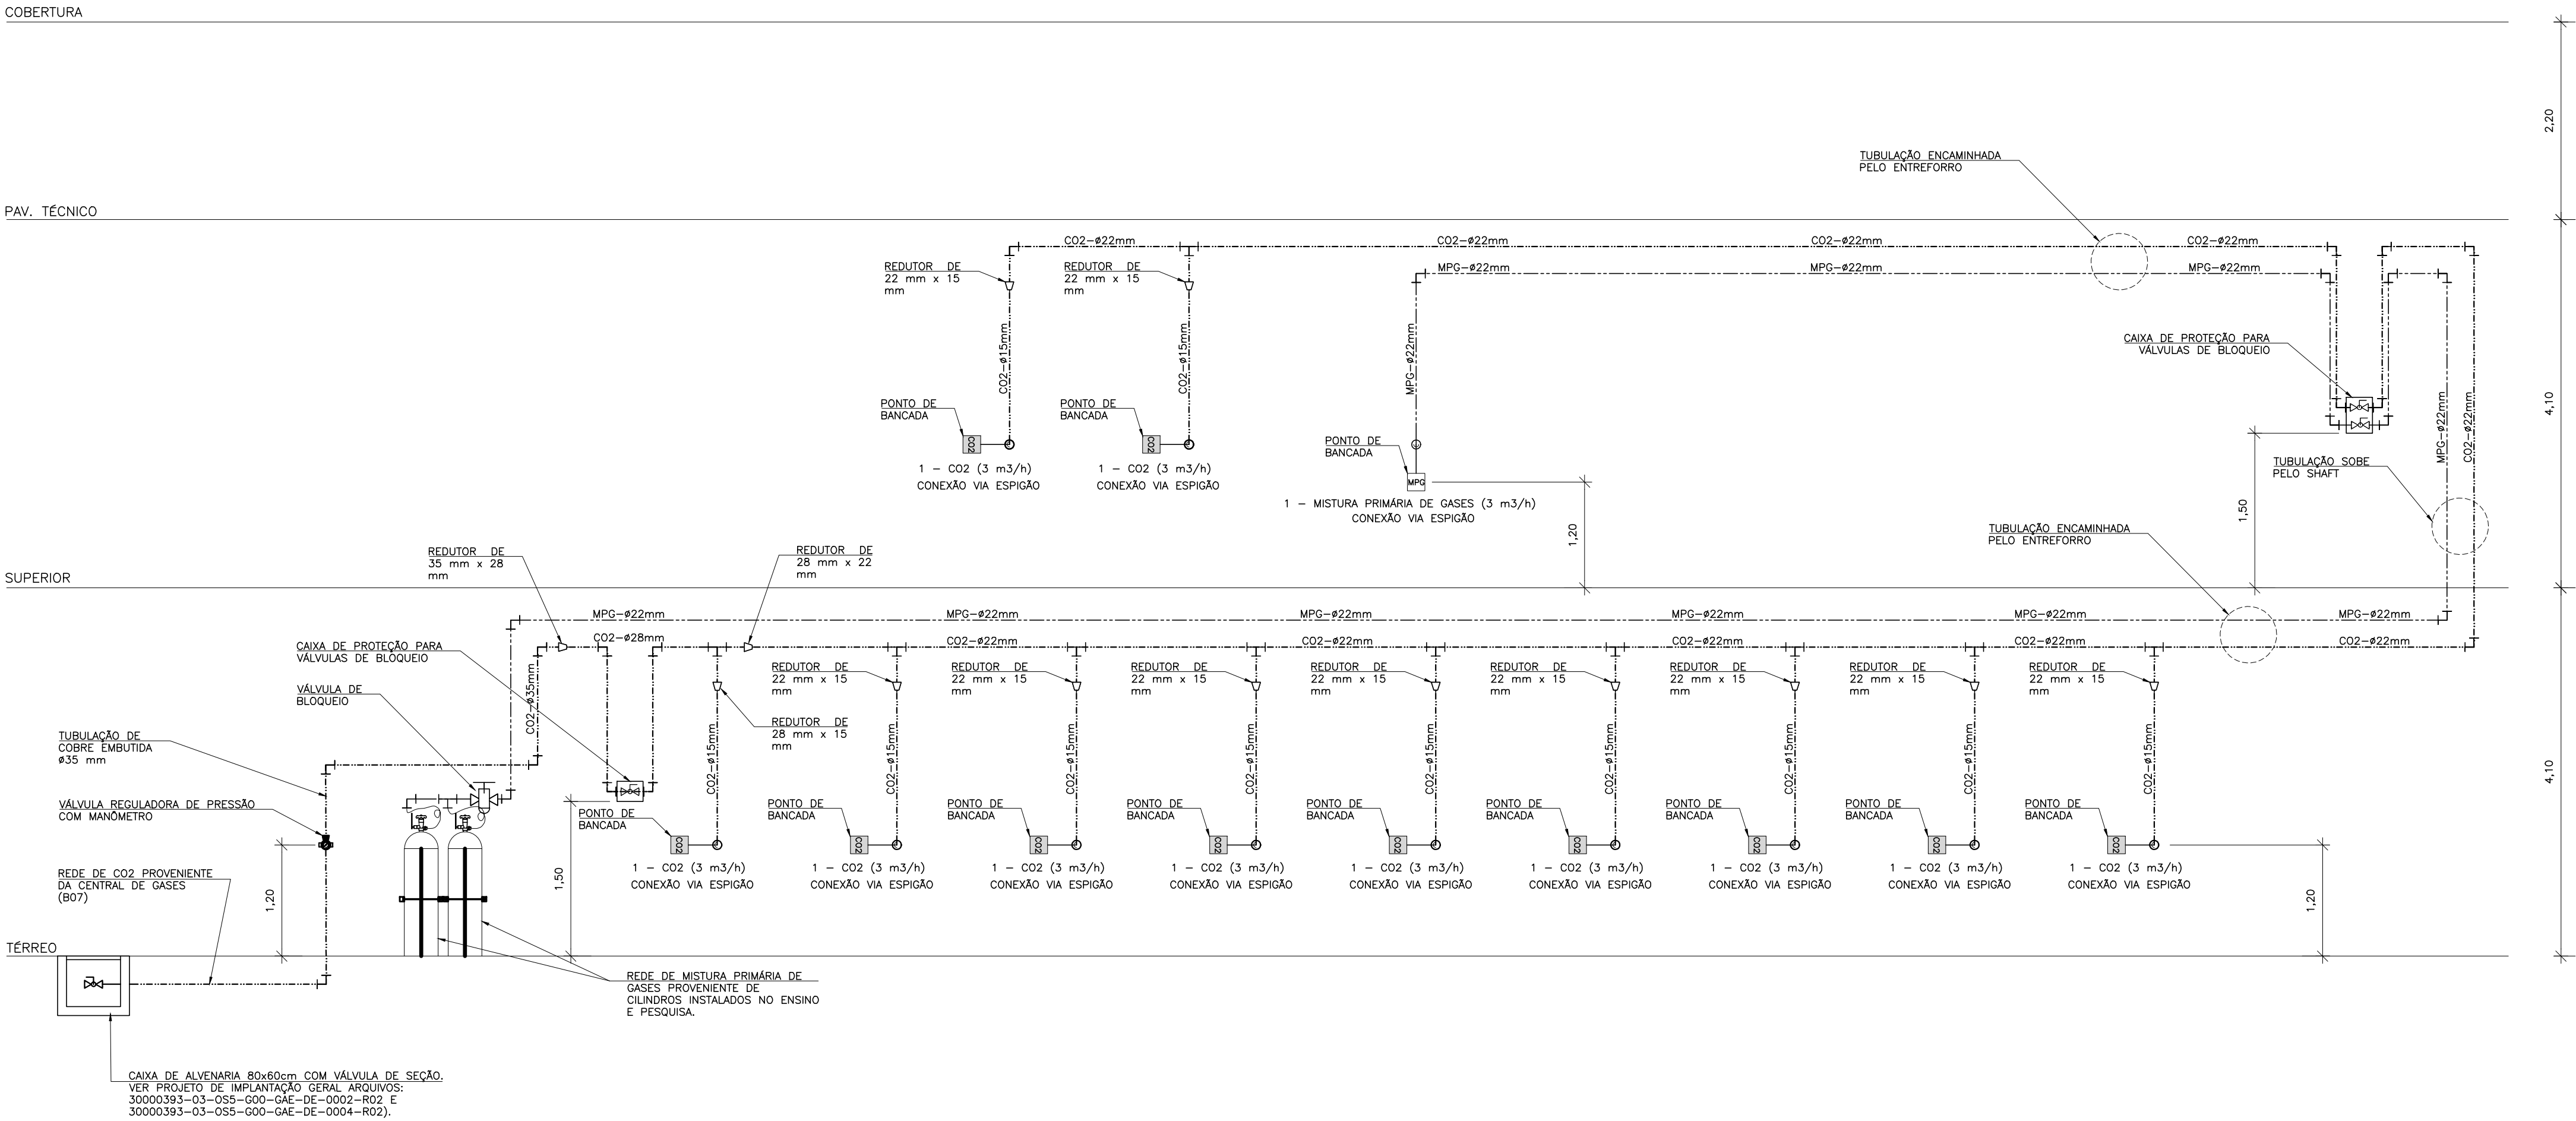 COBERTURA
2,20
TUBULAÇÃO ENCAMINHADA
PELO ENTREFORRO
PAV. TÉCNICO
CO2-ø22mm
CO2-ø22mm
CO2-ø22mm
CO2-ø22mm
MPG-ø22mm
MPG-ø22mm
MPG-ø22mm
REDUTOR DE
22 mm x 15
mm
REDUTOR DE
22 mm x 15
mm
CO2-ø15mm
CO2-ø15mm
MPG-ø22mm
CAIXA DE PROTEÇÃO PARA
VÁLVULAS DE BLOQUEIO
4,10
PONTO DE
BANCADA
PONTO DE
BANCADA
PONTO DE
BANCADA
CO2
CO2
MPG
MPG-ø22mm
CO2-ø22mm
1 - CO2 (3 m3/h)
CONEXÃO VIA ESPIGÃO
1 - CO2 (3 m3/h)
CONEXÃO VIA ESPIGÃO
1 - MISTURA PRIMÁRIA DE GASES (3 m3/h)
CONEXÃO VIA ESPIGÃO
TUBULAÇÃO SOBE
PELO SHAFT
1,50
1,20
TUBULAÇÃO ENCAMINHADA
PELO ENTREFORRO
REDUTOR DE
35 mm x 28
mm
REDUTOR DE
28 mm x 22
mm
SUPERIOR
MPG-ø22mm
MPG-ø22mm
MPG-ø22mm
MPG-ø22mm
MPG-ø22mm
MPG-ø22mm
CO2-ø28mm
CO2-ø22mm
CO2-ø22mm
CO2-ø22mm
CO2-ø22mm
CO2-ø22mm
CAIXA DE PROTEÇÃO PARA
VÁLVULAS DE BLOQUEIO
VÁLVULA DE
BLOQUEIO
CO2-ø35mm
REDUTOR DE
22 mm x 15
mm
REDUTOR DE
22 mm x 15
mm
REDUTOR DE
22 mm x 15
mm
REDUTOR DE
22 mm x 15
mm
REDUTOR DE
22 mm x 15
mm
REDUTOR DE
22 mm x 15
mm
REDUTOR DE
22 mm x 15
mm
REDUTOR DE
22 mm x 15
mm
REDUTOR DE
28 mm x 15
mm
TUBULAÇÃO DE
COBRE EMBUTIDA
ø35 mm
CO2-ø15mm
CO2-ø15mm
CO2-ø15mm
CO2-ø15mm
CO2-ø15mm
CO2-ø15mm
CO2-ø15mm
CO2-ø15mm
CO2-ø15mm
4,10
VÁLVULA REGULADORA DE PRESSÃO
COM MANÔMETRO
PONTO DE
BANCADA
PONTO DE
BANCADA
PONTO DE
BANCADA
PONTO DE
BANCADA
PONTO DE
BANCADA
PONTO DE
BANCADA
PONTO DE
BANCADA
PONTO DE
BANCADA
PONTO DE
BANCADA
CO2
CO2
CO2
CO2
CO2
CO2
CO2
CO2
CO2
1 - CO2 (3 m3/h)
CONEXÃO VIA ESPIGÃO
1 - CO2 (3 m3/h)
CONEXÃO VIA ESPIGÃO
1 - CO2 (3 m3/h)
CONEXÃO VIA ESPIGÃO
1 - CO2 (3 m3/h)
CONEXÃO VIA ESPIGÃO
1 - CO2 (3 m3/h)
CONEXÃO VIA ESPIGÃO
1 - CO2 (3 m3/h)
CONEXÃO VIA ESPIGÃO
1 - CO2 (3 m3/h)
CONEXÃO VIA ESPIGÃO
1 - CO2 (3 m3/h)
CONEXÃO VIA ESPIGÃO
1 - CO2 (3 m3/h)
CONEXÃO VIA ESPIGÃO
REDE DE CO2 PROVENIENTE
DA CENTRAL DE GASES
(B07)
1,20
1,50
1,20
TÉRREO
REDE DE MISTURA PRIMÁRIA DE
GASES PROVENIENTE DE
CILINDROS INSTALADOS NO ENSINO
E PESQUISA.
CAIXA DE ALVENARIA 80x60cm COM VÁLVULA DE SEÇÃO.
VER PROJETO DE IMPLANTAÇÃO GERAL ARQUIVOS:
30000393-03-OS5-G00-GAE-DE-0002-R02 E
30000393-03-OS5-G00-GAE-DE-0004-R02).